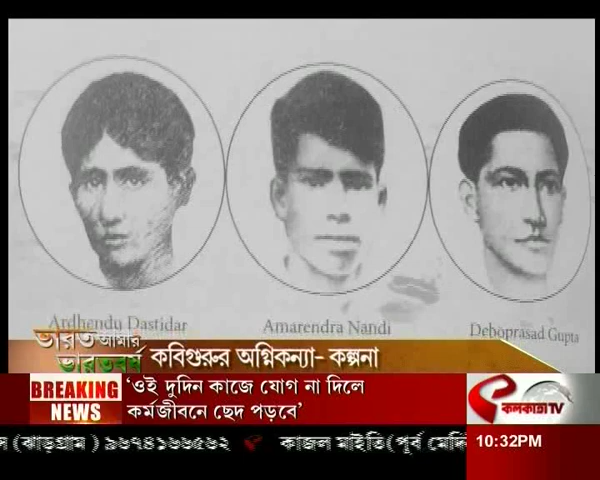 Ardhendu Dastidar
Amarendra Nandi
Deboprasad Gupta
ভারত আমার
ভারতবর্ষ
কবিগুরুর অগ্নিকন্যা- কল্পনা
BREAKING
NEWS
‘ওই দুদিন কাজে যোগ না দিলে
কর্মজীবনে ছেদ পড়বে’
কলকাতা TV
স (ঝাড়গ্রাম ) ৯৬৭৪১৬৬৫৬২ কাজল মাইতি(পূর্ব মেদি
10:32PM